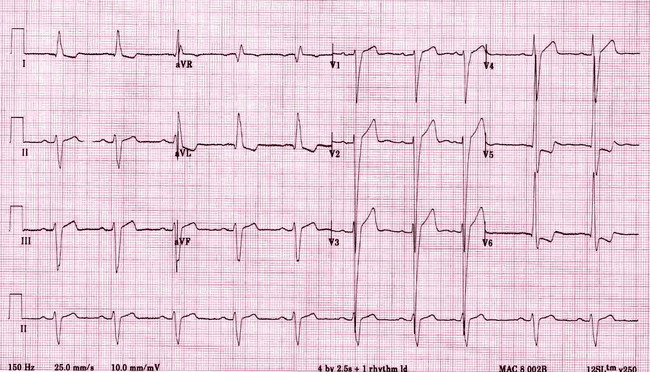 I aVR V1 V4
II aVL V2 V5
III aVF V3 V6
II
150 Hz 25.0 mm/s 10.0 mm/mV 4 by 2.5s + 1 rhythm ld MAC 8 002B 12SL™ v250